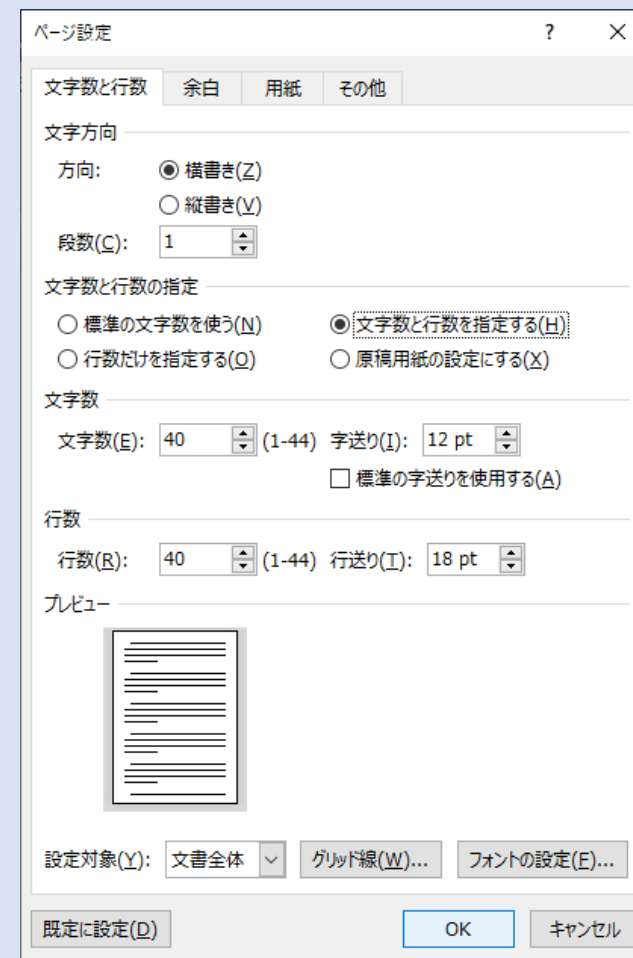 ページ設定 ? ×
文字数と行数 余白 用紙 その他
文字方向
方向: 横書き(Z)
縦書き(V)
段数(C): 1
文字数と行数の指定
標準の文字数を使う(N) 文字数と行数を指定する(H)
行数だけを指定する(O) 原稿用紙の設定にする(X)
文字数
文字数(E): 40 (1-44) 字送り(I): 12 pt
標準の字送りを使用する(A)
行数
行数(R): 40 (1-44) 行送り(T): 18 pt
プレビュー
設定対象(Y): 文書全体 グリッド線(W)... フォントの設定(F)...
既定に設定(D) OK キャンセル